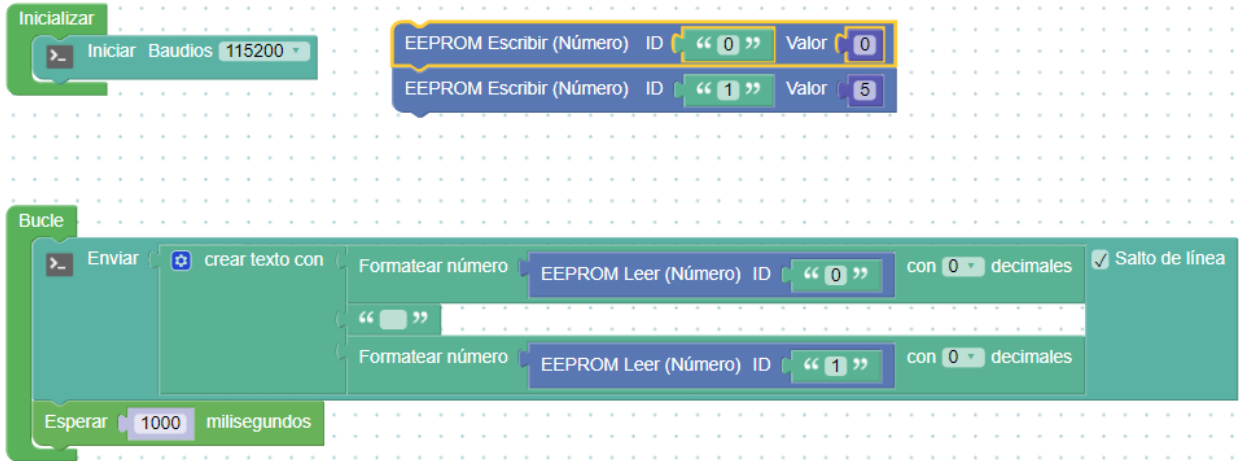 Inicializar
>_ Iniciar Baudios 115200
EEPROM Escribir (Número) ID “ 0 ” Valor 0
EEPROM Escribir (Número) ID “ 1 ” Valor 5
Bucle
>_ Enviar crear texto con Formatear número EEPROM Leer (Número) ID “ 0 ” con 0 decimales ✓ Salto de línea
“ ”
Formatear número EEPROM Leer (Número) ID “ 1 ” con 0 decimales
Esperar 1000 milisegundos